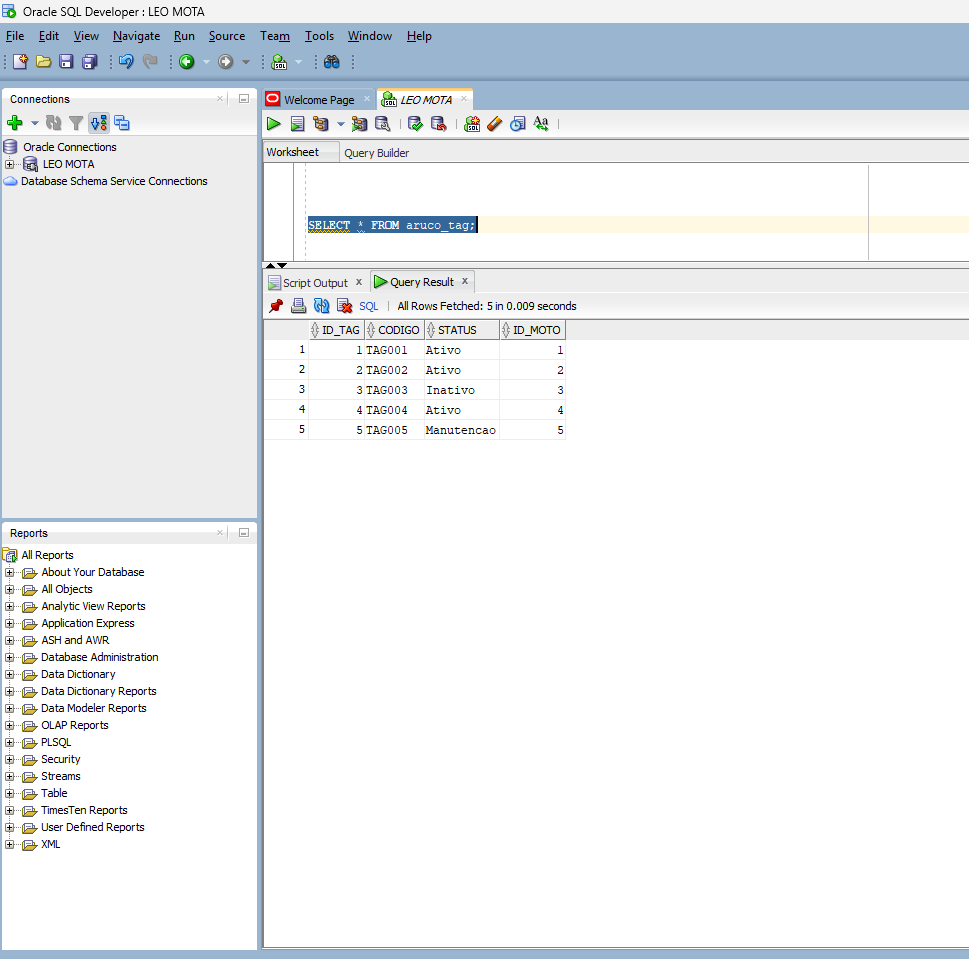 Oracle SQL Developer : LEO MOTA
File Edit View Navigate Run Source Team Tools Window Help
Connections
Oracle Connections
LEO MOTA
Database Schema Service Connections
Reports
All Reports
About Your Database
All Objects
Analytic View Reports
Application Express
ASH and AWR
Database Administration
Data Dictionary
Data Dictionary Reports
Data Modeler Reports
OLAP Reports
PLSQL
Security
Streams
Table
TimesTen Reports
User Defined Reports
XML
Welcome Page LEO MOTA
Worksheet Query Builder
SELECT * FROM aruco_tag;
Script Output Query Result
SQL All Rows Fetched: 5 in 0.009 seconds
ID_TAG CODIGO STATUS ID_MOTO
1 1 TAG001 Ativo 1
2 2 TAG002 Ativo 2
3 3 TAG003 Inativo 3
4 4 TAG004 Ativo 4
5 5 TAG005 Manutencao 5